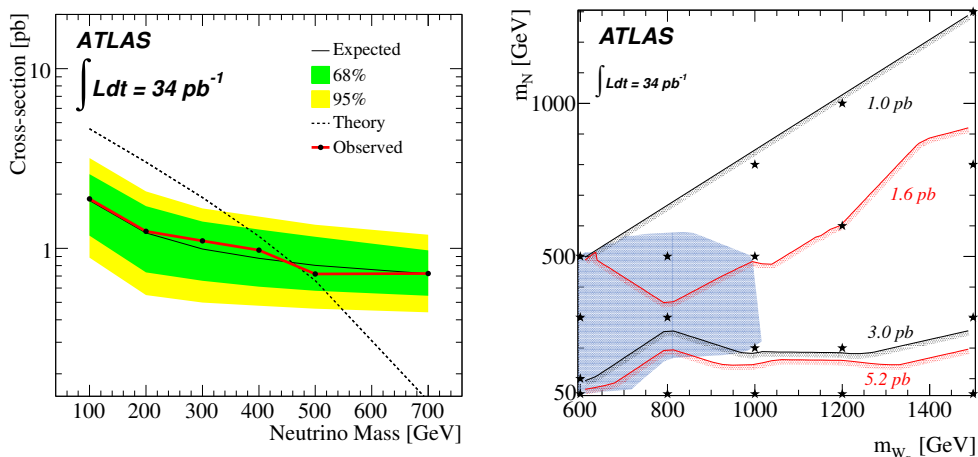 ATLAS
∫ Ldt = 34 pb⁻¹
Expected
68%
95%
Theory
Observed
Cross-section [pb]
10
1
100 200 300 400 500 600 700
Neutrino Mass [GeV]
ATLAS
∫ Ldt = 34 pb⁻¹
m_N [GeV]
1000
500
50
1.0 pb
1.6 pb
3.0 pb
5.2 pb
600 800 1000 1200 1400